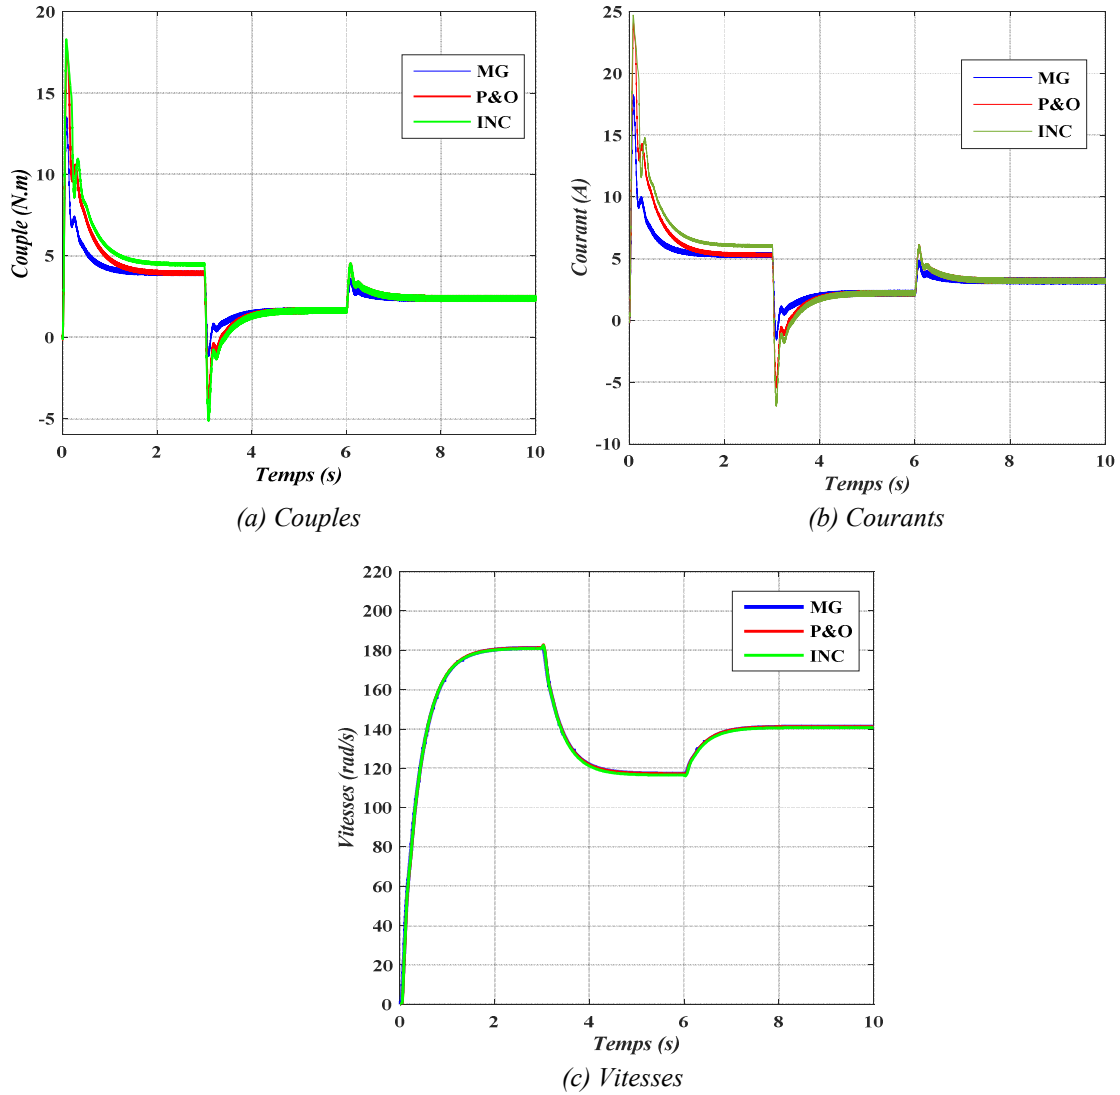 20
15
10
5
0
-5
Couple (N.m)
MG
P&O
INC
0 2 4 6 8 10
Temps (s)
(a) Couples
25
20
15
10
5
0
-5
-10
Courant (A)
MG
P&O
INC
0 2 4 6 8 10
Temps (s)
(b) Courants
220
200
180
160
140
120
100
80
60
40
20
0
Vitesses (rad/s)
MG
P&O
INC
0 2 4 6 8 10
Temps (s)
(c) Vitesses